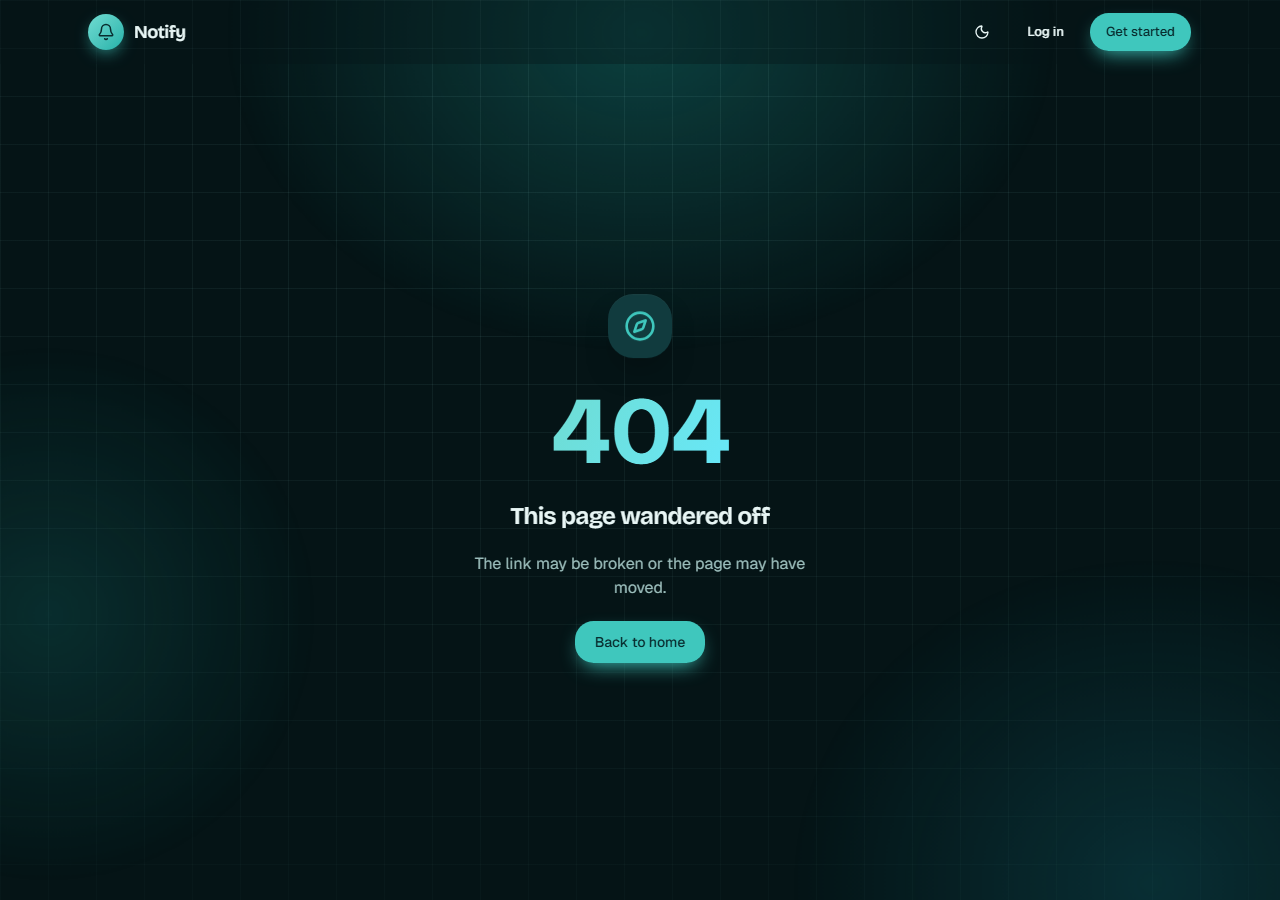 Notify
Log in
Get started
404
This page wandered off
The link may be broken or the page may have
moved.
Back to home